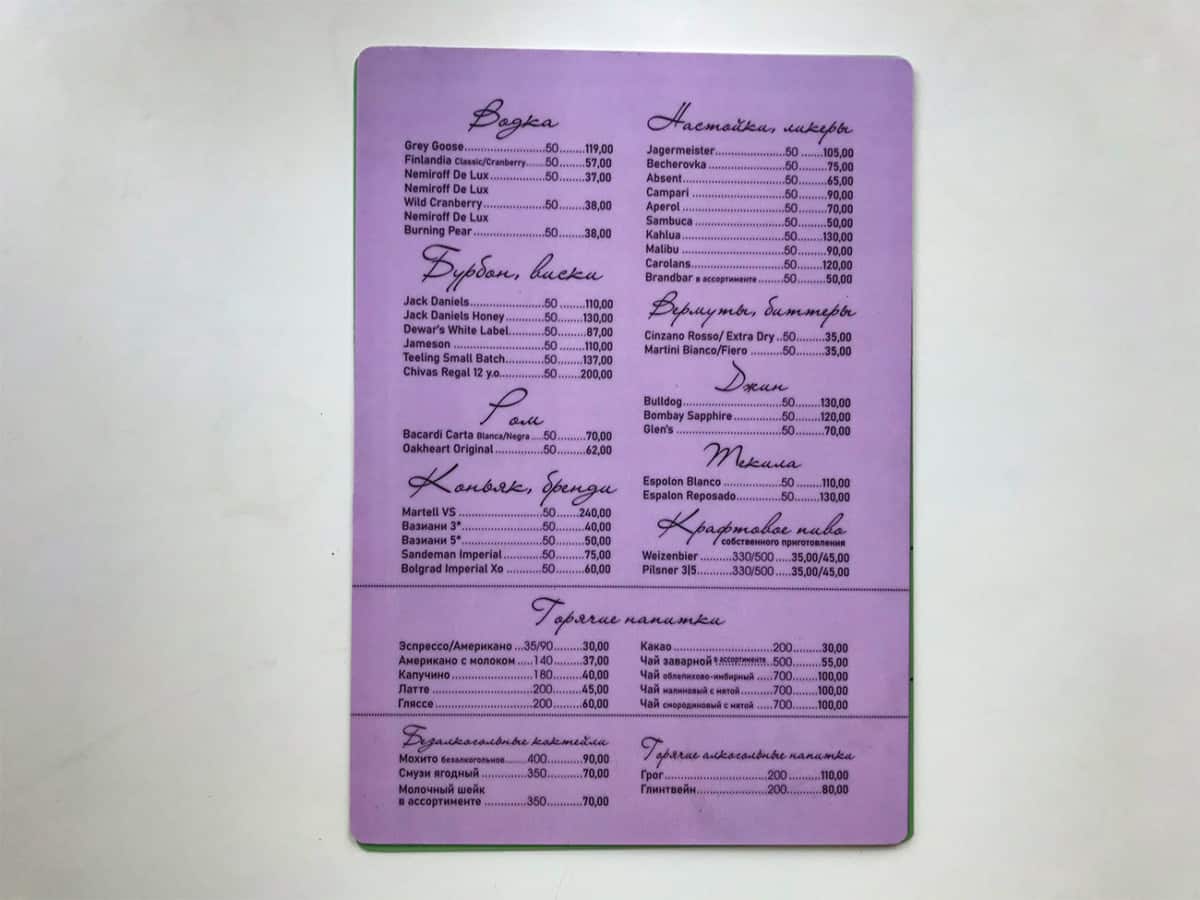 Водка
Grey Goose.....50.....119,00
Finlandia Classic/Cranberry.....50.....57,00
Nemiroff De Lux.....50.....37,00
Nemiroff De Lux
Wild Cranberry.....50.....38,00
Nemiroff De Lux
Burning Pear.....50.....38,00
Бурбон, виски
Jack Daniels.....50.....110,00
Jack Daniels Honey.....50.....130,00
Dewar's White Label.....50.....87,00
Jameson.....50.....110,00
Teeling Small Batch.....50.....137,00
Chivas Regal 12 y.o.....50.....200,00
Ром
Bacardi Carta Blanca/Negra.....50.....70,00
Oakheart Original.....50.....62,00
Коньяк, бренди
Martell VS.....50.....240,00
Вазиани 3*.....50.....40,00
Вазиани 5*.....50.....50,00
Sandeman Imperial.....50.....75,00
Bolgrad Imperial Xo.....50.....60,00
Настойки, ликеры
Jagermeister.....50.....105,00
Becherovka.....50.....75,00
Absent.....50.....65,00
Campari.....50.....90,00
Aperol.....50.....70,00
Sambuca.....50.....50,00
Kahlua.....50.....130,00
Malibu.....50.....90,00
Carolans.....50.....120,00
Brandbar в ассортименте.....50.....50,00
Вермуты, биттеры
Cinzano Rosso/ Extra Dry..50.....35,00
Martini Bianco/Fiero.....50.....35,00
Джин
Bulldog.....50.....130,00
Bombay Sapphire.....50.....120,00
Glen's.....50.....70,00
Текила
Espolon Blanco.....50.....110,00
Espalon Reposado.....50.....130,00
Крафтовое пиво
собственного приготовления
Weizenbier.....330/500.....35,00/45,00
Pilsner 3|5.....330/500.....35,00/45,00
Горячие напитки
Эспрессо/Американо...35/90.....30,00
Американо с молоком.....140.....37,00
Капучино.....180.....40,00
Латте.....200.....45,00
Гляссе.....200.....60,00
Какао.....200.....30,00
Чай заварной в ассортименте.....500.....55,00
Чай облепихово-имбирный.....700.....100,00
Чай малиновый с мятой.....700.....100,00
Чай смородиновый с мятой.....700.....100,00
Безалкогольные коктейли
Мохито безалкогольное.....400.....90,00
Смузи ягодный.....350.....70,00
Молочный шейк
в ассортименте.....350.....70,00
Горячие алкогольные напитки
Грог.....200.....110,00
Глинтвейн.....200.....80,00